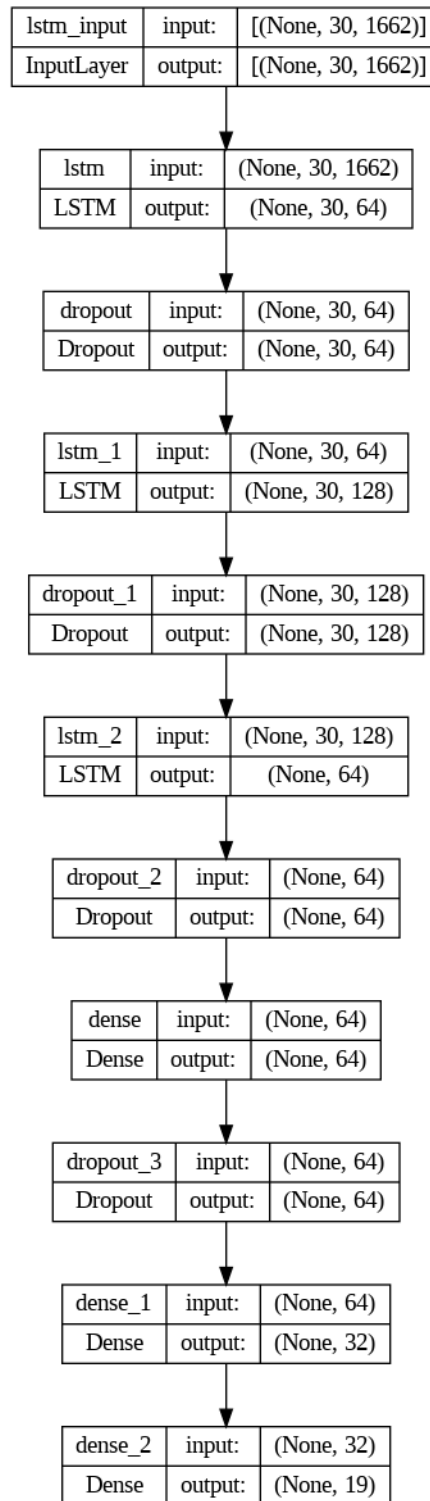 lstm_input input: [(None, 30, 1662)]
InputLayer output: [(None, 30, 1662)]
lstm input: (None, 30, 1662)
LSTM output: (None, 30, 64)
dropout input: (None, 30, 64)
Dropout output: (None, 30, 64)
lstm_1 input: (None, 30, 64)
LSTM output: (None, 30, 128)
dropout_1 input: (None, 30, 128)
Dropout output: (None, 30, 128)
lstm_2 input: (None, 30, 128)
LSTM output: (None, 64)
dropout_2 input: (None, 64)
Dropout output: (None, 64)
dense input: (None, 64)
Dense output: (None, 64)
dropout_3 input: (None, 64)
Dropout output: (None, 64)
dense_1 input: (None, 64)
Dense output: (None, 32)
dense_2 input: (None, 32)
Dense output: (None, 19)